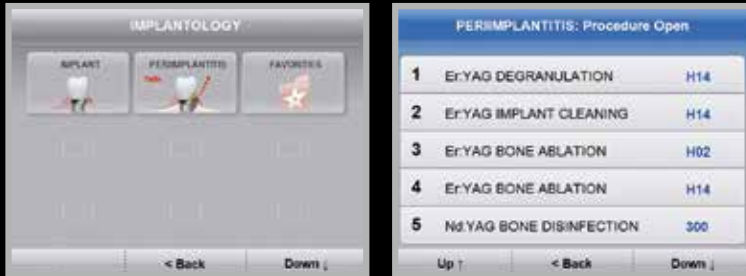 IMPLANTOLOGY
IMPLANT
PERIIMPLANTITIS
FAVORITES
< Back
Down ↓
PERIIMPLANTITIS: Procedure Open
1 Er:YAG DEGRANULATION H14
2 Er:YAG IMPLANT CLEANING H14
3 Er:YAG BONE ABLATION H02
4 Er:YAG BONE ABLATION H14
5 Nd:YAG BONE DISINFECTION 300
Up ↑
< Back
Down ↓